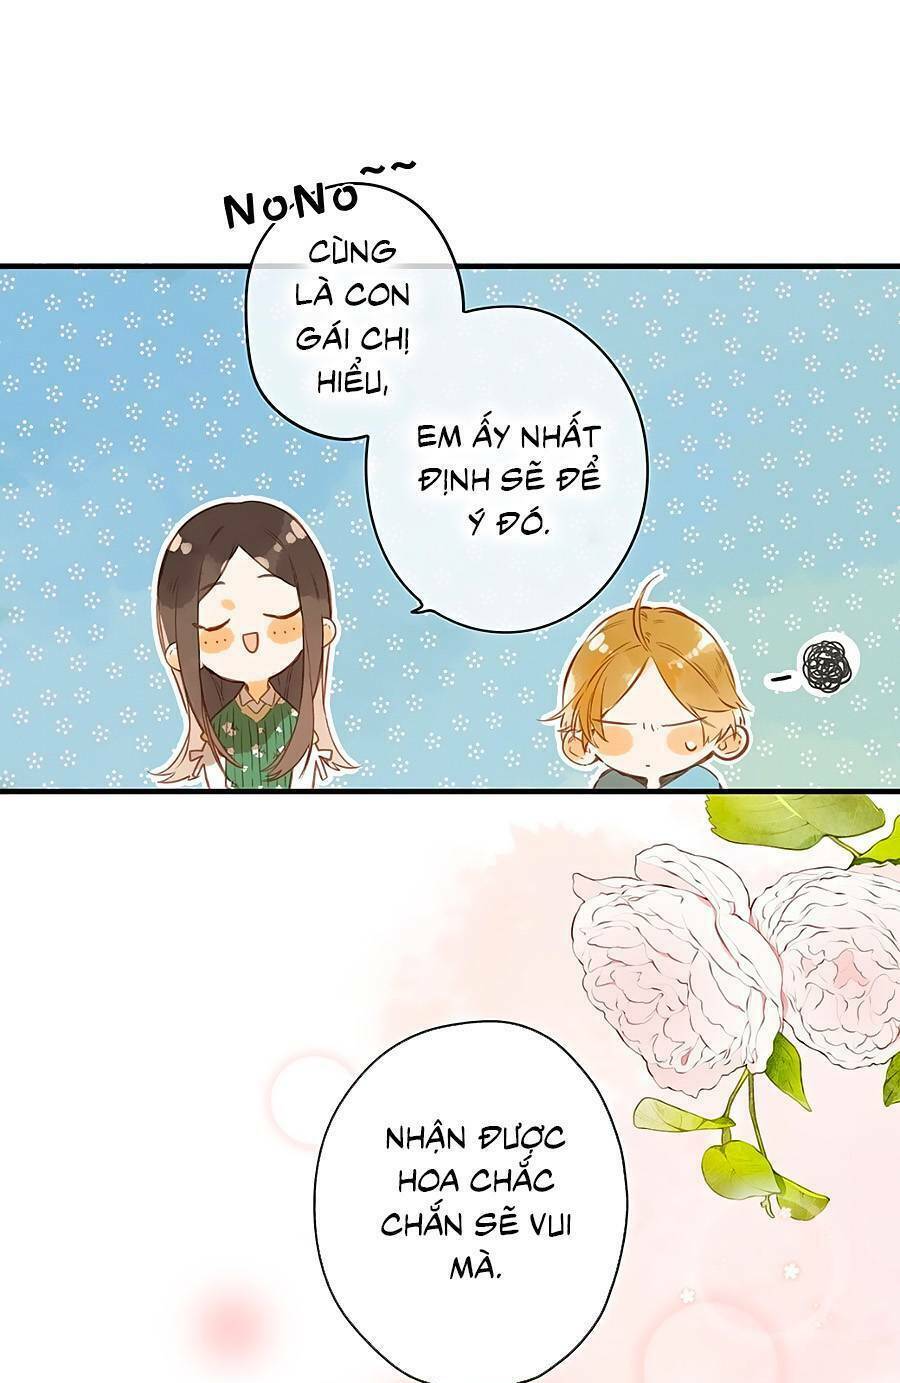 NONO~~
CÙNG
LÀ CON
GÁI CHỊ
HIỂU,
EM ẤY NHẤT
ĐỊNH SẼ ĐỂ
Ý ĐÓ.
NHẬN ĐƯỢC
HOA CHẮC
CHẮN SẼ VUI
MÀ.